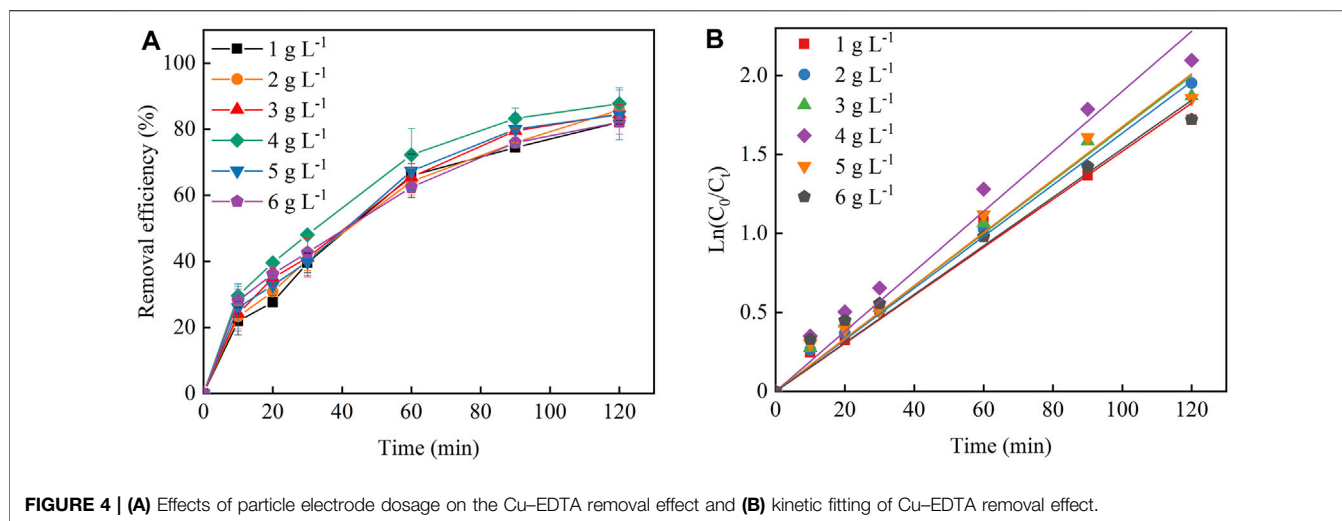 A
1 g L⁻¹
2 g L⁻¹
3 g L⁻¹
4 g L⁻¹
5 g L⁻¹
6 g L⁻¹
Removal efficiency (%)
100
80
60
40
20
0
0 20 40 60 80 100 120
Time (min)
B
1 g L⁻¹
2 g L⁻¹
3 g L⁻¹
4 g L⁻¹
5 g L⁻¹
6 g L⁻¹
Ln(C₀/Cₜ)
2.0
1.5
1.0
0.5
0
0 20 40 60 80 100 120
Time (min)
FIGURE 4 | (A) Effects of particle electrode dosage on the Cu–EDTA removal effect and (B) kinetic fitting of Cu–EDTA removal effect.